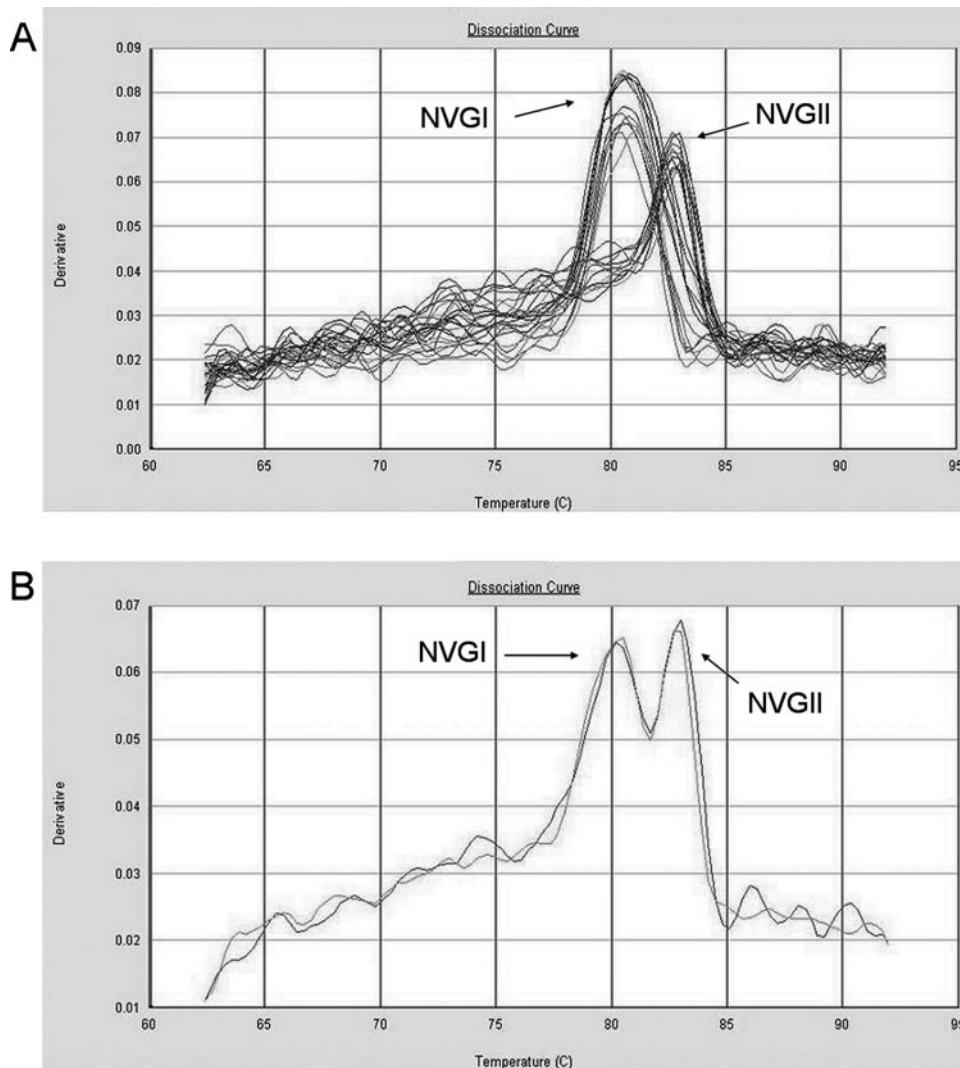 A
Dissociation Curve
0.09
0.08
0.07
0.06
0.05
0.04
0.03
0.02
0.01
0.00
Derivative
NVGI
NVGII
60 65 70 75 80 85 90 95
Temperature (C)
B
Dissociation Curve
0.07
0.06
0.05
0.04
0.03
0.02
0.01
Derivative
NVGI
NVGII
60 65 70 75 80 85 90 95
Temperature (C)